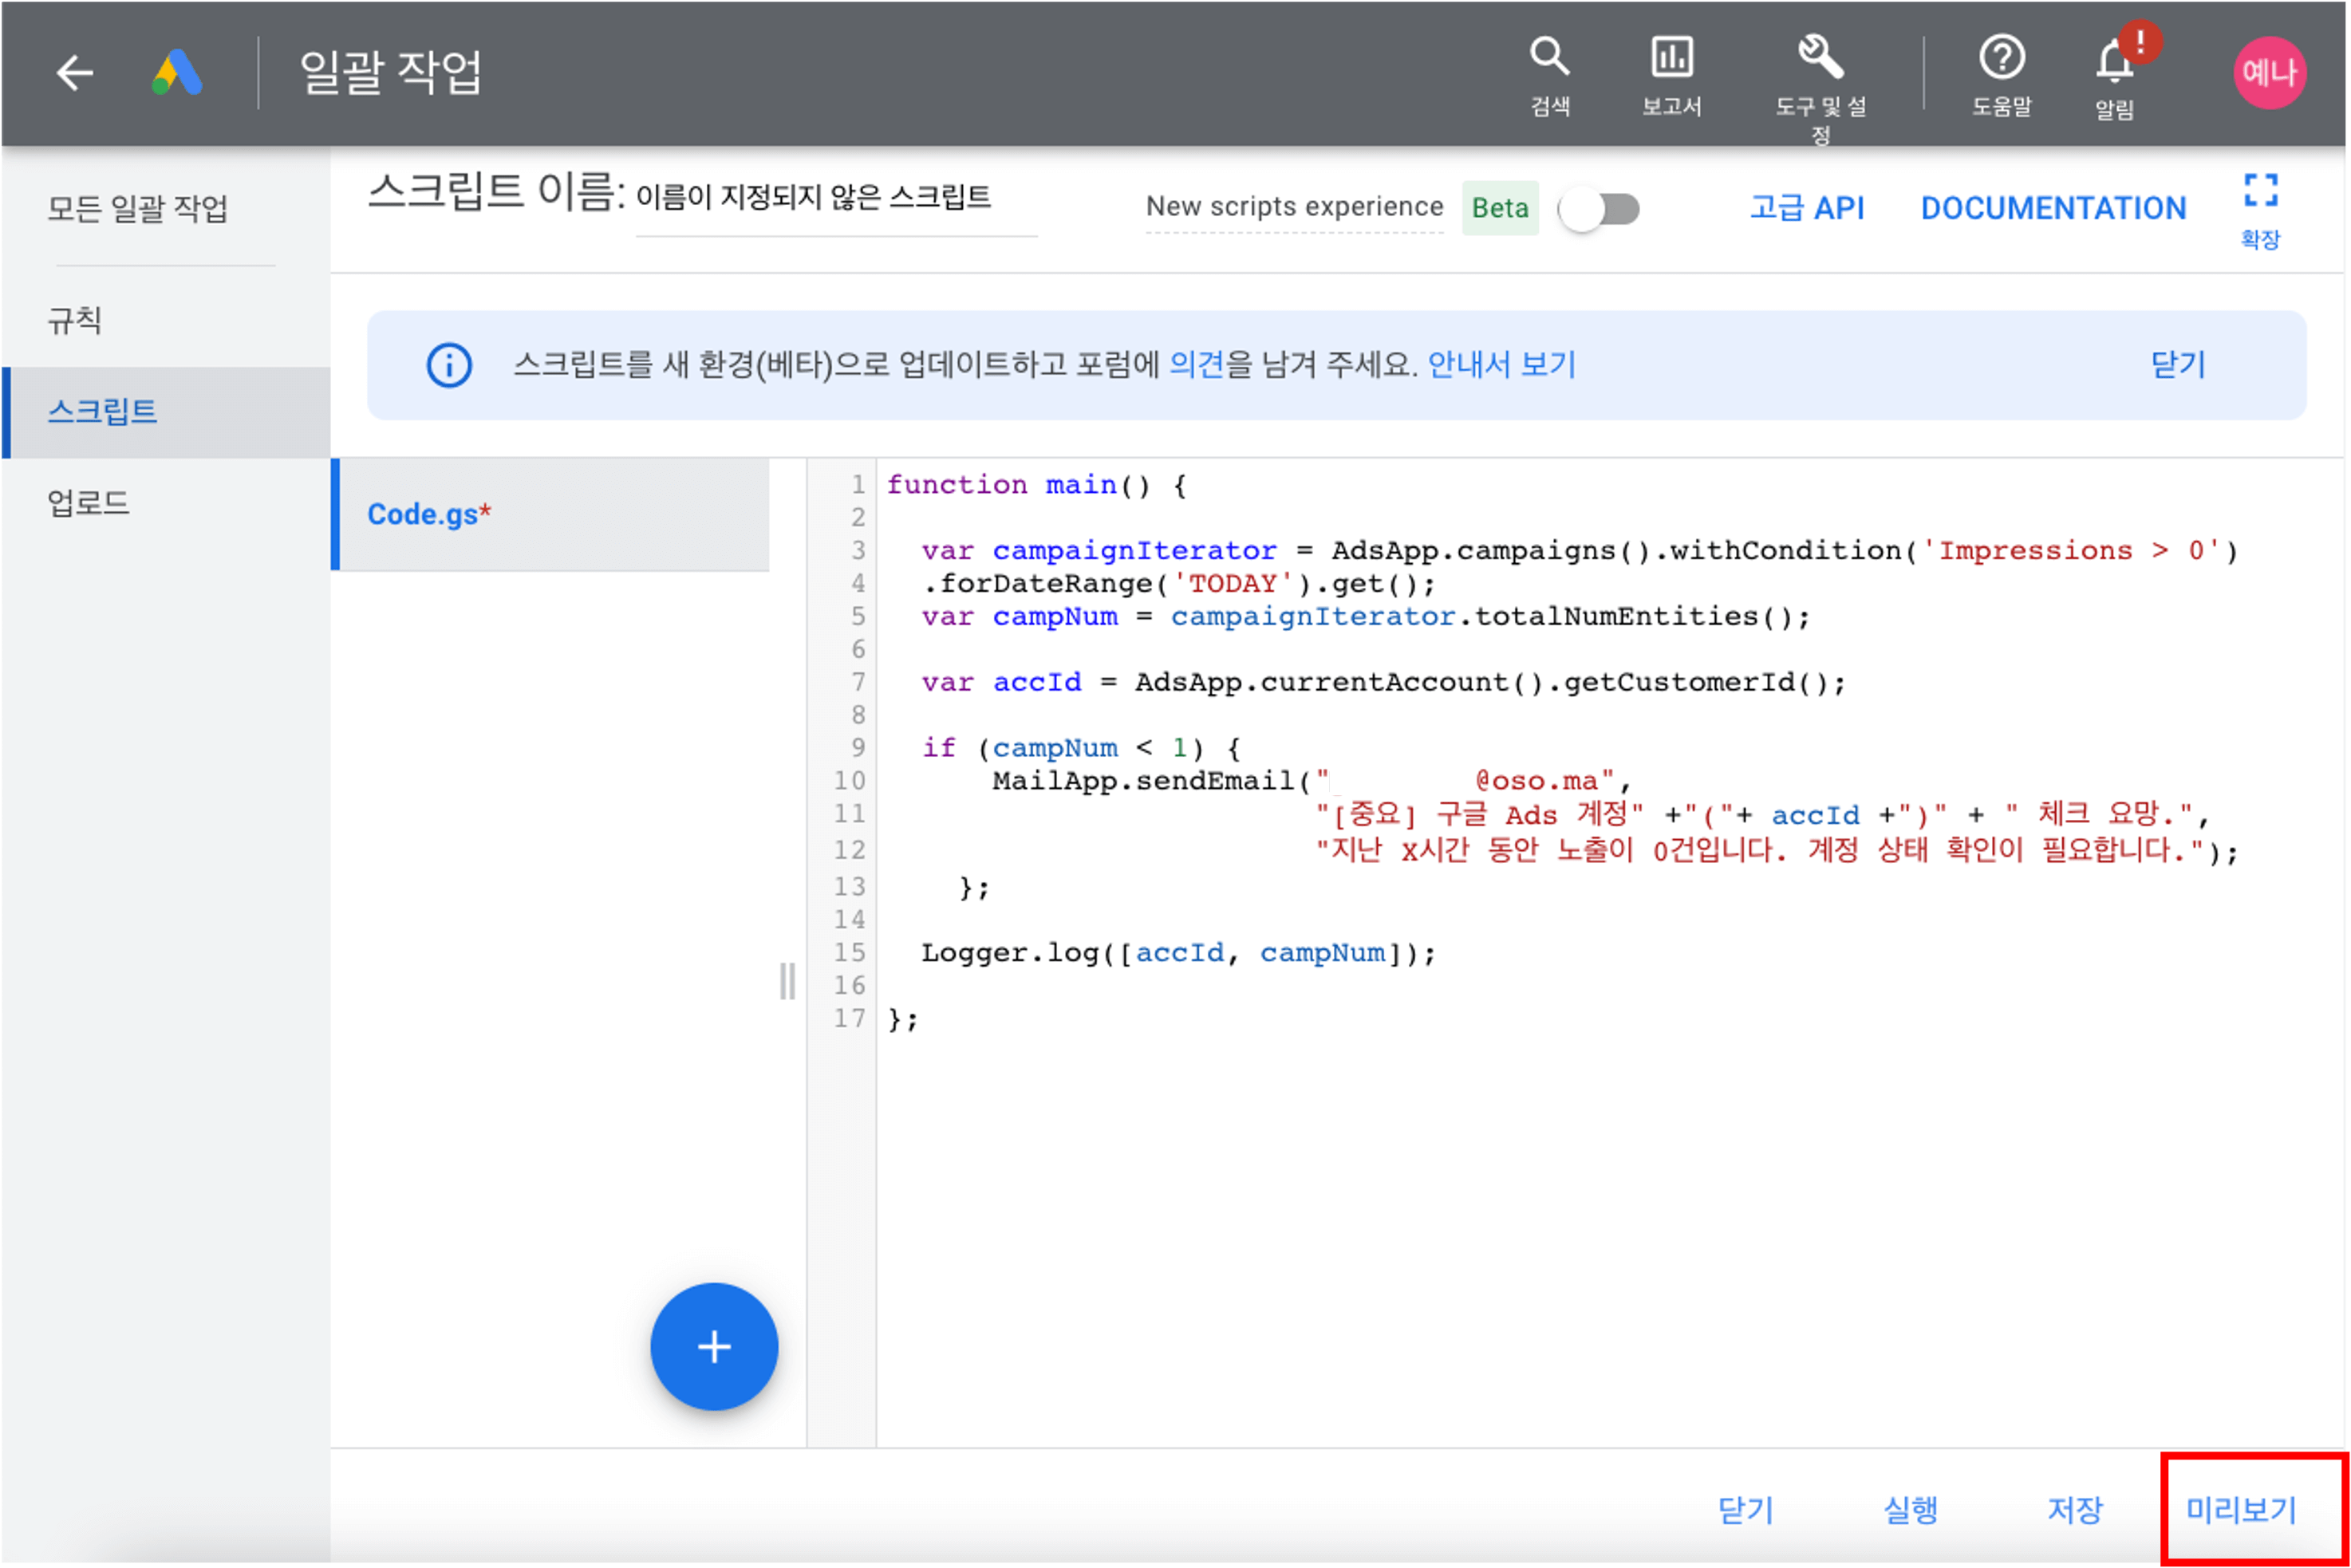 일괄 작업
검색
보고서
도구 및 설
정
도움말
알림
!
예나
모든 일괄 작업
규칙
스크립트
업로드
스크립트 이름: 이름이 지정되지 않은 스크립트
New scripts experience Beta
고급 API
DOCUMENTATION
확장
스크립트를 새 환경(베타)으로 업데이트하고 포럼에 의견을 남겨 주세요. 안내서 보기
닫기
Code.gs*
1 function main() {
2
3 var campaignIterator = AdsApp.campaigns().withCondition('Impressions > 0')
4 .forDateRange('TODAY').get();
5 var campNum = campaignIterator.totalNumEntities();
6
7 var accId = AdsApp.currentAccount().getCustomerId();
8
9 if (campNum < 1) {
10 MailApp.sendEmail(" @oso.ma",
11 "[중요] 구글 Ads 계정" +"("+ accId +")" + " 체크 요망.",
12 "지난 X시간 동안 노출이 0건입니다. 계정 상태 확인이 필요합니다.");
13 };
14
15 Logger.log([accId, campNum]);
16
17 };
닫기
실행
저장
미리보기